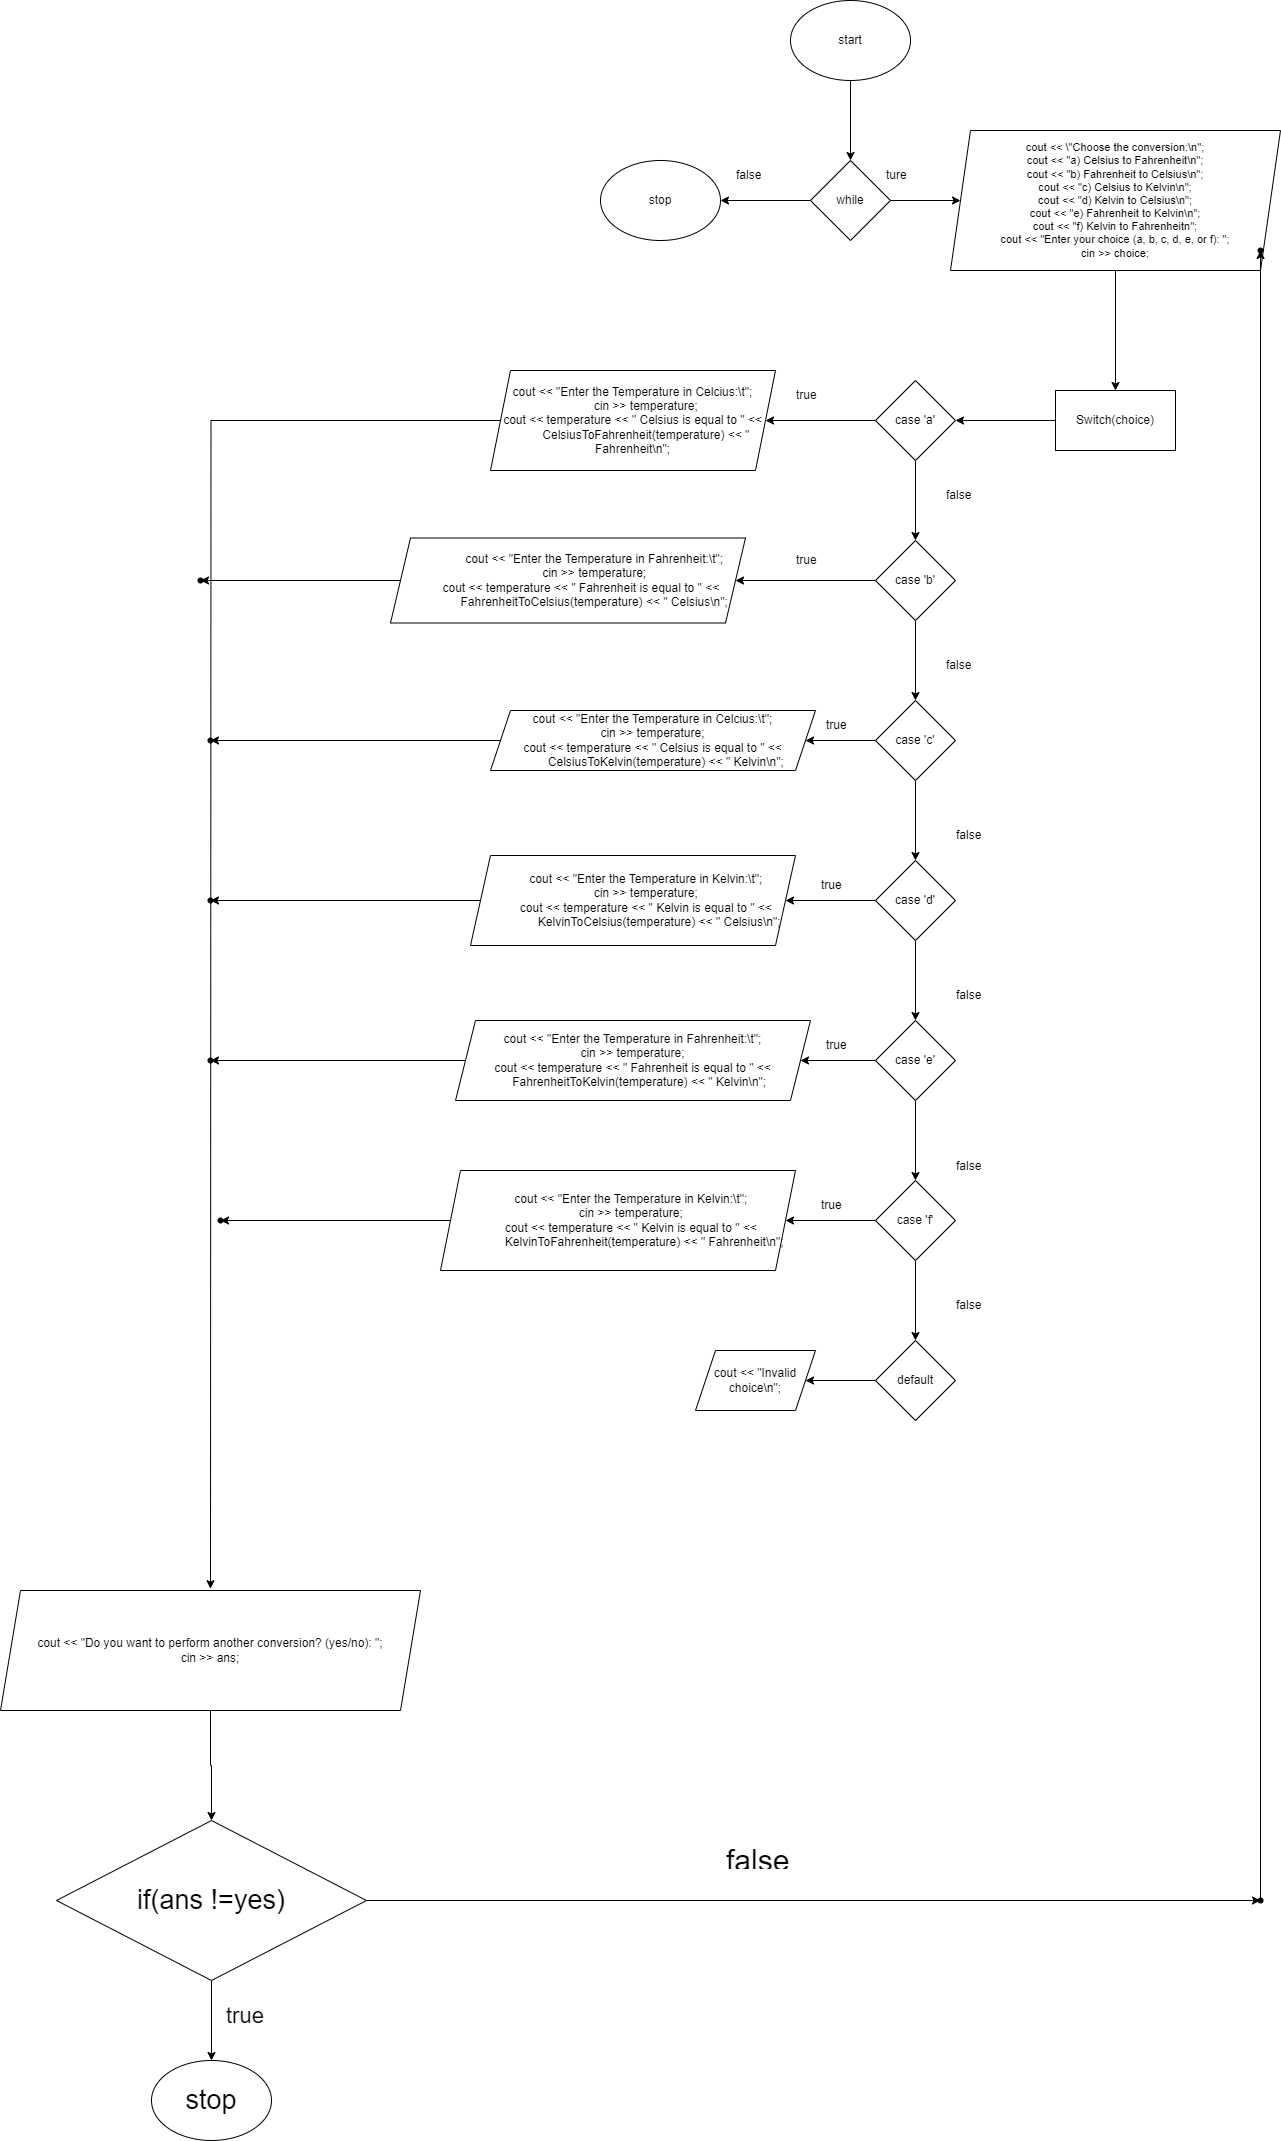 start
while
false
ture
stop
cout << \"Choose the conversion:\n";
cout << "a) Celsius to Fahrenheit\n";
cout << "b) Fahrenheit to Celsius\n";
cout << "c) Celsius to Kelvin\n";
cout << "d) Kelvin to Celsius\n";
cout << "e) Fahrenheit to Kelvin\n";
cout << "f) Kelvin to Fahrenheitn";
cout << "Enter your choice (a, b, c, d, e, or f): ";
cin >> choice;
Switch(choice)
case 'a'
true
cout << "Enter the Temperature in Celcius:\t";
cin >> temperature;
cout << temperature << " Celsius is equal to " <<
CelsiusToFahrenheit(temperature) << "
Fahrenheit\n";
false
case 'b'
true
cout << "Enter the Temperature in Fahrenheit:\t";
cin >> temperature;
cout << temperature << " Fahrenheit is equal to " <<
FahrenheitToCelsius(temperature) << " Celsius\n";
false
case 'c'
true
cout << "Enter the Temperature in Celcius:\t";
cin >> temperature;
cout << temperature << " Celsius is equal to " <<
CelsiusToKelvin(temperature) << " Kelvin\n";
false
case 'd'
true
cout << "Enter the Temperature in Kelvin:\t";
cin >> temperature;
cout << temperature << " Kelvin is equal to " <<
KelvinToCelsius(temperature) << " Celsius\n";
false
case 'e'
true
cout << "Enter the Temperature in Fahrenheit:\t";
cin >> temperature;
cout << temperature << " Fahrenheit is equal to " <<
FahrenheitToKelvin(temperature) << " Kelvin\n";
false
case 'f'
true
cout << "Enter the Temperature in Kelvin:\t";
cin >> temperature;
cout << temperature << " Kelvin is equal to " <<
KelvinToFahrenheit(temperature) << " Fahrenheit\n";
false
default
cout << "Invalid
choice\n";
cout << "Do you want to perform another conversion? (yes/no): ";
cin >> ans;
if(ans !=yes)
false
true
stop